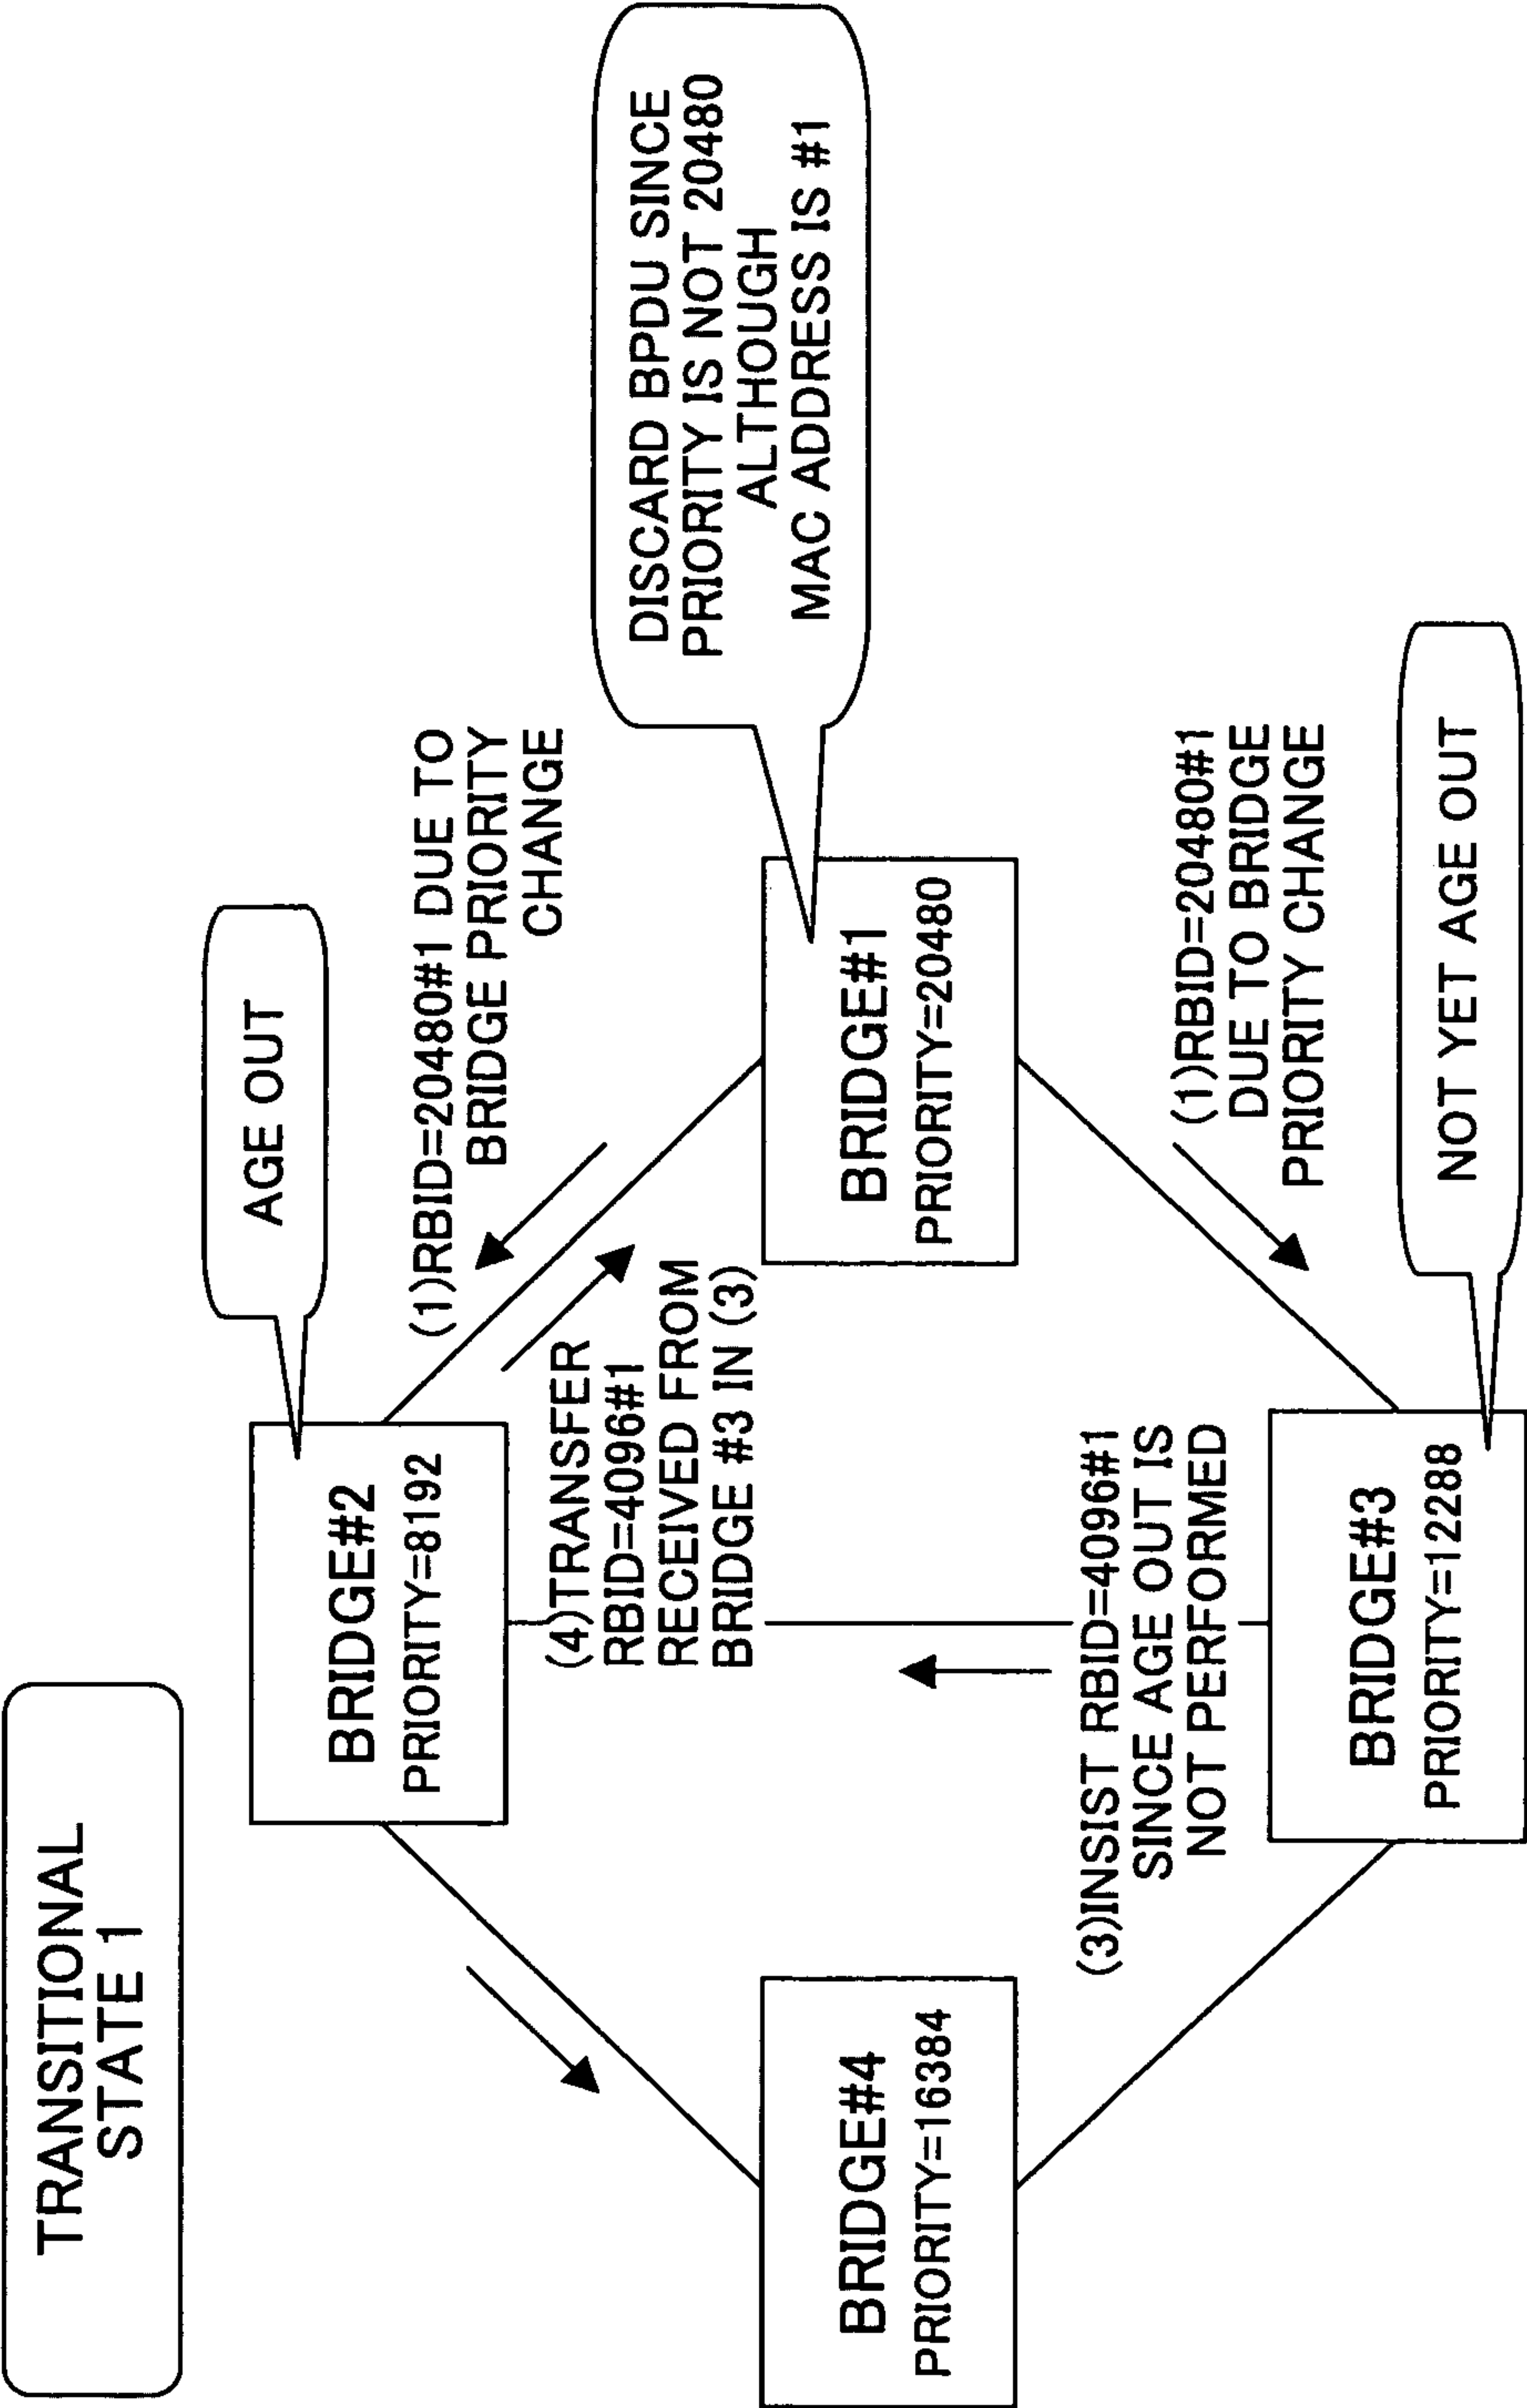 TRANSITIONAL
STATE 1
AGE OUT
BRIDGE#2
PRIORITY=8192
(1)RBID=20480#1 DUE TO
BRIDGE PRIORITY
CHANGE
(4)TRANSFER
RBID=4096#1
RECEIVED FROM
BRIDGE #3 IN (3)
DISCARD BPDU SINCE
PRIORITY IS NOT 20480
ALTHOUGH
MAC ADDRESS IS #1
BRIDGE#4
PRIORITY=16384
BRIDGE#1
PRIORITY=20480
(3)INSIST RBID=4096#1
SINCE AGE OUT IS
NOT PERFORMED
(1)RBID=20480#1
DUE TO BRIDGE
PRIORITY CHANGE
BRIDGE#3
PRIORITY=12288
NOT YET AGE OUT